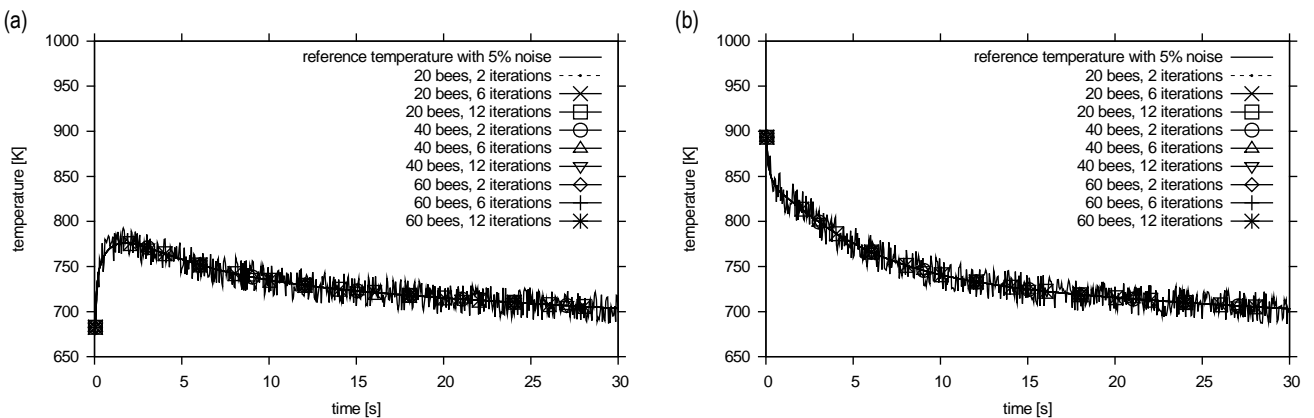 (a)
temperature [K]
1000
950
900
850
800
750
700
650
0 5 10 15 20 25 30
time [s]
reference temperature with 5% noise
20 bees, 2 iterations
20 bees, 6 iterations
20 bees, 12 iterations
40 bees, 2 iterations
40 bees, 6 iterations
40 bees, 12 iterations
60 bees, 2 iterations
60 bees, 6 iterations
60 bees, 12 iterations
(b)
temperature [K]
1000
950
900
850
800
750
700
650
0 5 10 15 20 25 30
time [s]
reference temperature with 5% noise
20 bees, 2 iterations
20 bees, 6 iterations
20 bees, 12 iterations
40 bees, 2 iterations
40 bees, 6 iterations
40 bees, 12 iterations
60 bees, 2 iterations
60 bees, 6 iterations
60 bees, 12 iterations